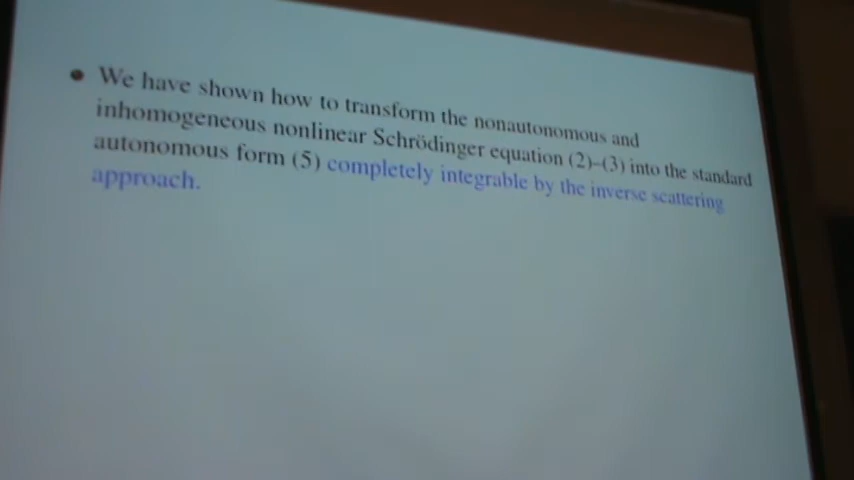 • We have shown how to transform the nonautonomous and
inhomogeneous nonlinear Schrödinger equation (2)–(3) into the standard
autonomous form (5) completely integrable by the inverse scattering
approach.